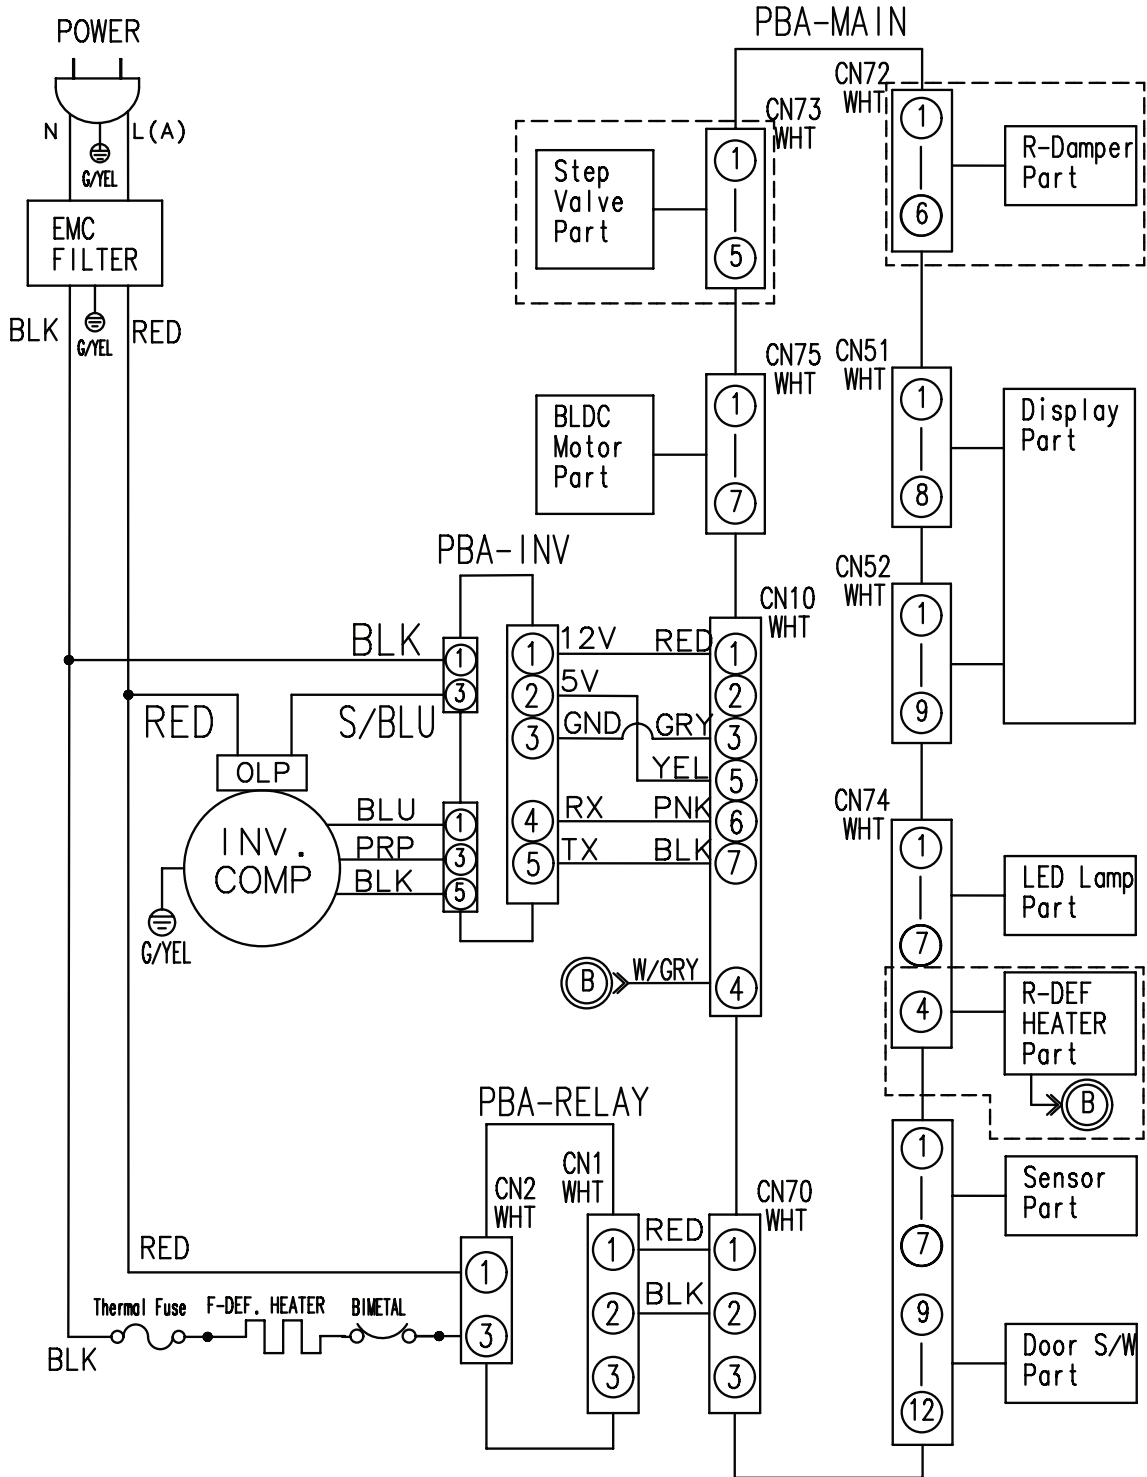 PBA-MAIN
POWER
N
L(A)
G/YEL
EMC
FILTER
BLK
G/YEL
RED
CN73
WHT
1
5
Step
Valve
Part
CN72
WHT
1
6
R-Damper
Part
CN75
WHT
1
7
BLDC
Motor
Part
CN51
WHT
1
8
Display
Part
CN52
WHT
1
9
PBA-INV
BLK
1
3
RED
S/BLU
OLP
INV.
COMP
G/YEL
BLU
1
PRP
3
BLK
5
CN10
WHT
1
12V
RED
1
2
5V
2
3
GND
GRY
3
YEL
5
4
RX
PNK
6
5
TX
BLK
7
B
W/GRY
4
CN74
WHT
1
7
LED Lamp
Part
4
R-DEF
HEATER
Part
B
1
7
Sensor
Part
9
12
Door S/W
Part
PBA-RELAY
CN2
WHT
CN1
WHT
CN70
WHT
RED
1
1
RED
1
2
BLK
2
3
3
Thermal Fuse
F-DEF. HEATER
BIMETAL
3
BLK